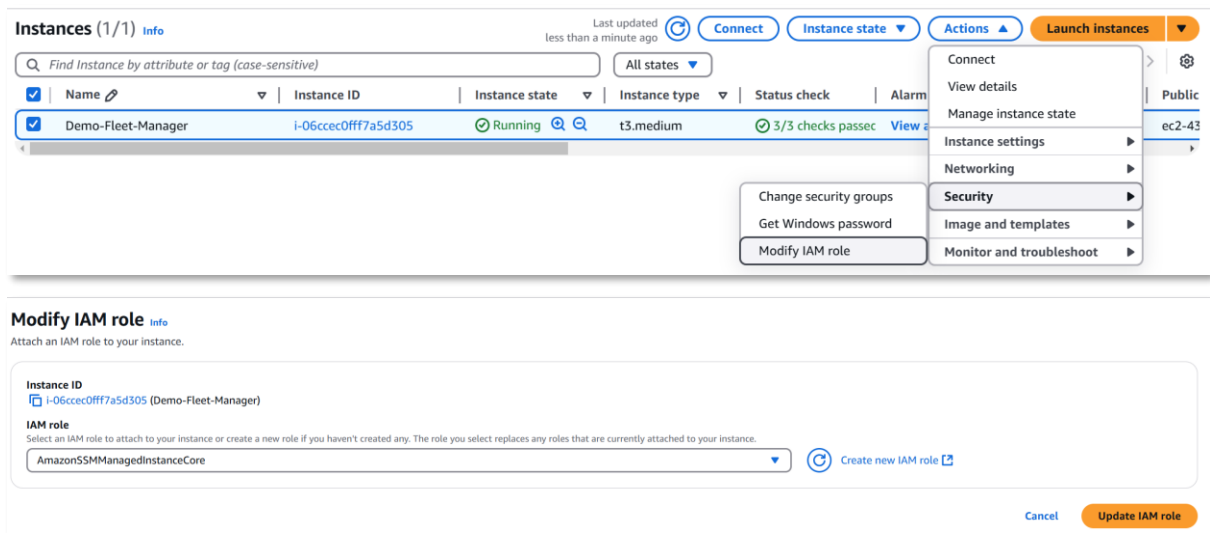 Instances (1/1) Info
Last updated
less than a minute ago
Connect
Instance state
Actions
Launch instances
Find Instance by attribute or tag (case-sensitive)
All states
Name
Instance ID
Instance state
Instance type
Status check
Alarm
Public
Demo-Fleet-Manager
i-06ccec0fff7a5d305
Running
t3.medium
3/3 checks passec
View a
ec2-43
Connect
View details
Manage instance state
Instance settings
Networking
Security
Image and templates
Monitor and troubleshoot
Change security groups
Get Windows password
Modify IAM role
Modify IAM role Info
Attach an IAM role to your instance.
Instance ID
i-06ccec0fff7a5d305 (Demo-Fleet-Manager)
IAM role
Select an IAM role to attach to your instance or create a new role if you haven't created any. The role you select replaces any roles that are currently attached to your instance.
AmazonSSMManagedInstanceCore
Create new IAM role
Cancel
Update IAM role